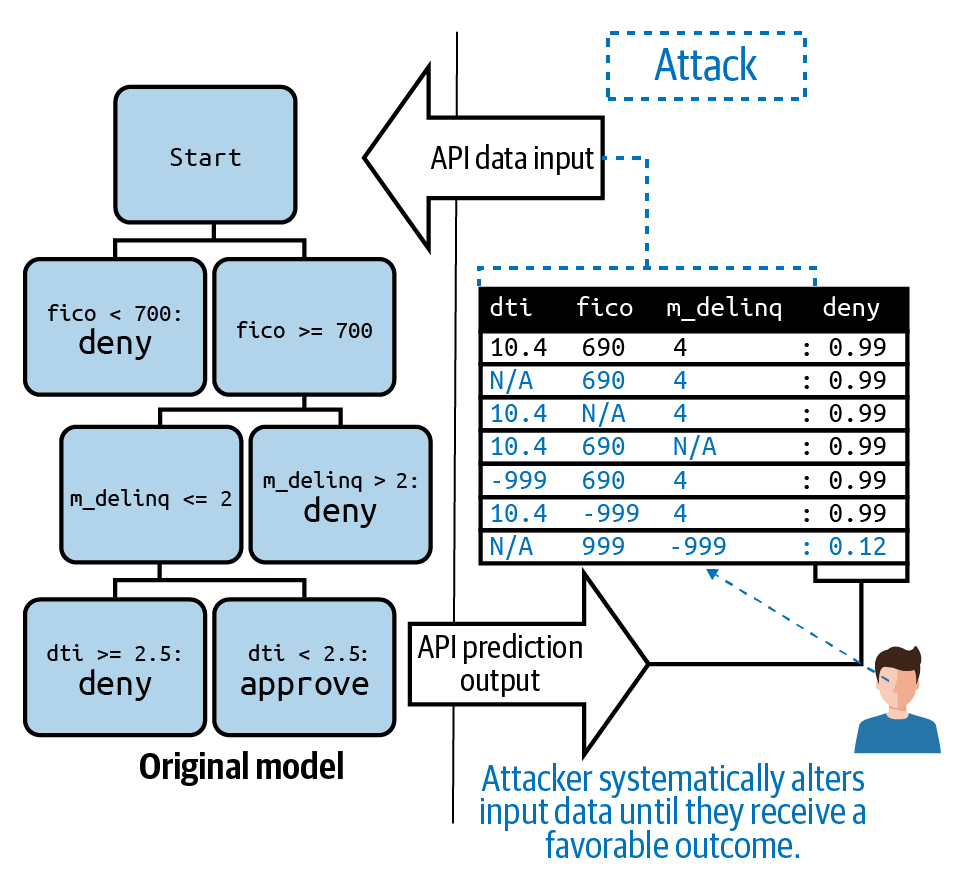 Attack
Start
API data input
fico < 700:
deny
fico >= 700
dti fico m_delinq deny
10.4 690 4 : 0.99
N/A 690 4 : 0.99
10.4 N/A 4 : 0.99
10.4 690 N/A : 0.99
-999 690 4 : 0.99
10.4 -999 4 : 0.99
N/A 999 -999 : 0.12
m_delinq <= 2
m_delinq > 2:
deny
dti >= 2.5:
deny
dti < 2.5:
approve
API prediction
output
Original model
Attacker systematically alters
input data until they receive a
favorable outcome.